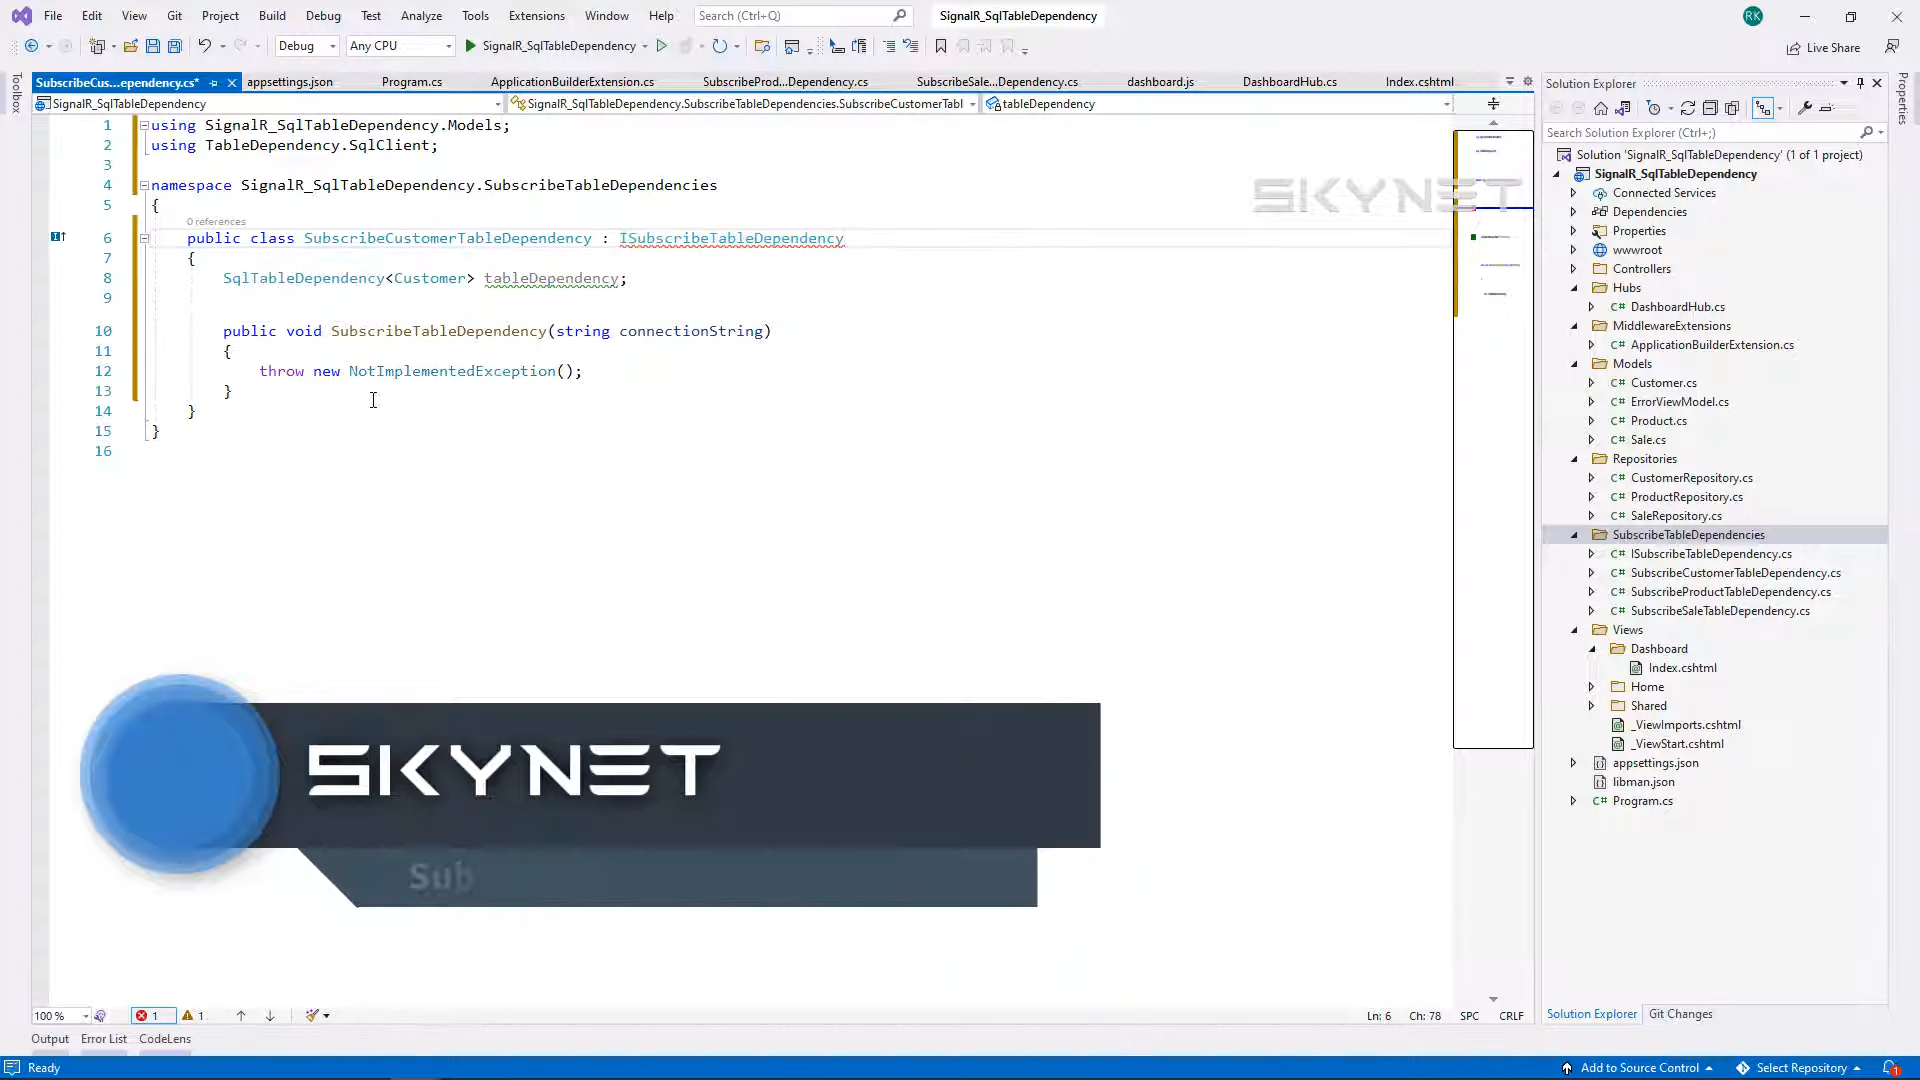 File Edit View Git Project Build Debug Test Analyze Tools Extensions Window Help Search (Ctrl+Q) SignalR_SqlTableDependency RK
Debug Any CPU SignalR_SqlTableDependency Live Share
SubscribeCus...ependency.cs* appsettings.json Program.cs ApplicationBuilderExtension.cs SubscribeProd...Dependency.cs SubscribeSale...Dependency.cs dashboard.js DashboardHub.cs Index.cshtml
SignalR_SqlTableDependency SignalR_SqlTableDependency.SubscribeTableDependencies.SubscribeCustomerTabl tableDependency
Toolbox
1 using SignalR_SqlTableDependency.Models;
2 using TableDependency.SqlClient;
3
4 namespace SignalR_SqlTableDependency.SubscribeTableDependencies
5 {
0 references
6 public class SubscribeCustomerTableDependency : ISubscribeTableDependency
7 {
8 SqlTableDependency<Customer> tableDependency;
9
10 public void SubscribeTableDependency(string connectionString)
11 {
12 throw new NotImplementedException();
13 }
14 }
15 }
16
SKYNET
SKYNET
Sub
100 % 1 1 Ln: 6 Ch: 78 SPC CRLF
Output Error List CodeLens
Ready
Solution Explorer
Search Solution Explorer (Ctrl+;)
Solution 'SignalR_SqlTableDependency' (1 of 1 project)
SignalR_SqlTableDependency
Connected Services
Dependencies
Properties
wwwroot
Controllers
Hubs
C# DashboardHub.cs
MiddlewareExtensions
C# ApplicationBuilderExtension.cs
Models
C# Customer.cs
C# ErrorViewModel.cs
C# Product.cs
C# Sale.cs
Repositories
C# CustomerRepository.cs
C# ProductRepository.cs
C# SaleRepository.cs
SubscribeTableDependencies
C# ISubscribeTableDependency.cs
C# SubscribeCustomerTableDependency.cs
C# SubscribeProductTableDependency.cs
C# SubscribeSaleTableDependency.cs
Views
Dashboard
Index.cshtml
Home
Shared
_ViewImports.cshtml
_ViewStart.cshtml
appsettings.json
libman.json
C# Program.cs
Solution Explorer Git Changes
Properties
Add to Source Control Select Repository 1